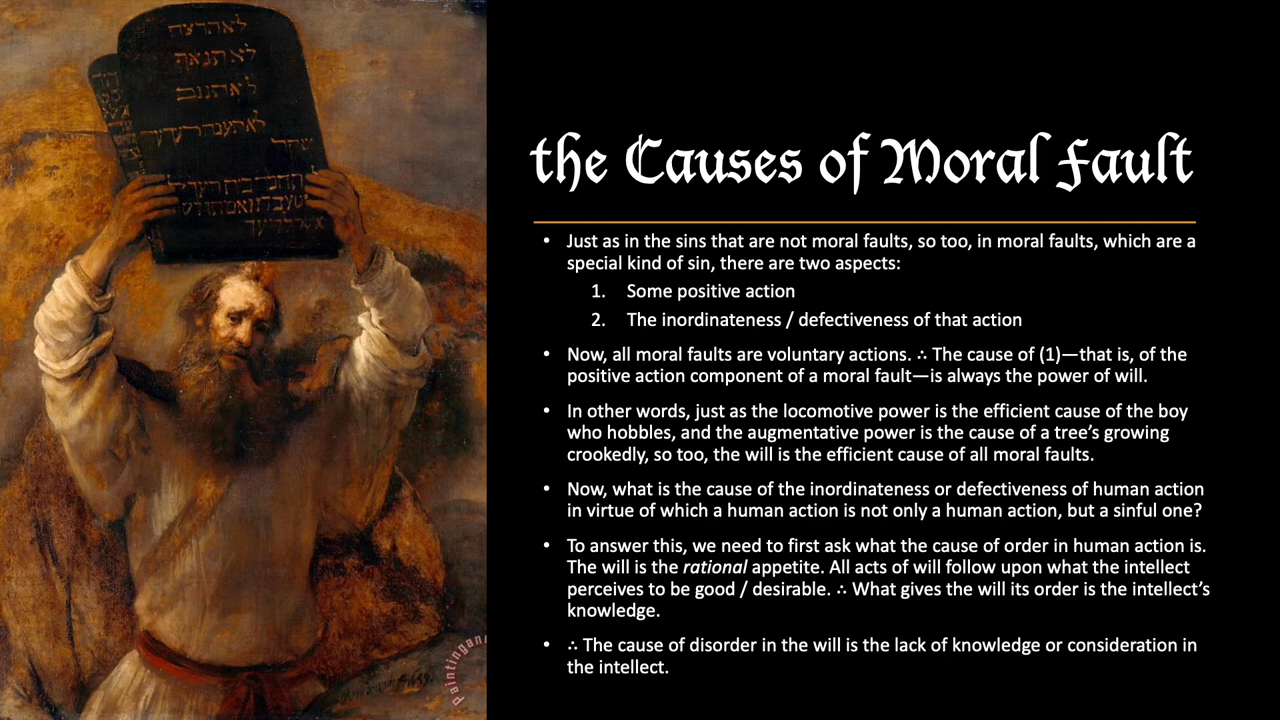 לא תרצח
לא תנאף
לא תגנב
the Causes of Moral Fault
• Just as in the sins that are not moral faults, so too, in moral faults, which are a
special kind of sin, there are two aspects:
1. Some positive action
2. The inordinateness / defectiveness of that action
• Now, all moral faults are voluntary actions. ∴ The cause of (1)—that is, of the
positive action component of a moral fault—is always the power of will.
• In other words, just as the locomotive power is the efficient cause of the boy
who hobbles, and the augmentative power is the cause of a tree’s growing
crookedly, so too, the will is the efficient cause of all moral faults.
• Now, what is the cause of the inordinateness or defectiveness of human action
in virtue of which a human action is not only a human action, but a sinful one?
• To answer this, we need to first ask what the cause of order in human action is.
The will is the rational appetite. All acts of will follow upon what the intellect
perceives to be good / desirable. ∴ What gives the will its order is the intellect’s
knowledge.
• ∴ The cause of disorder in the will is the lack of knowledge or consideration in
the intellect.